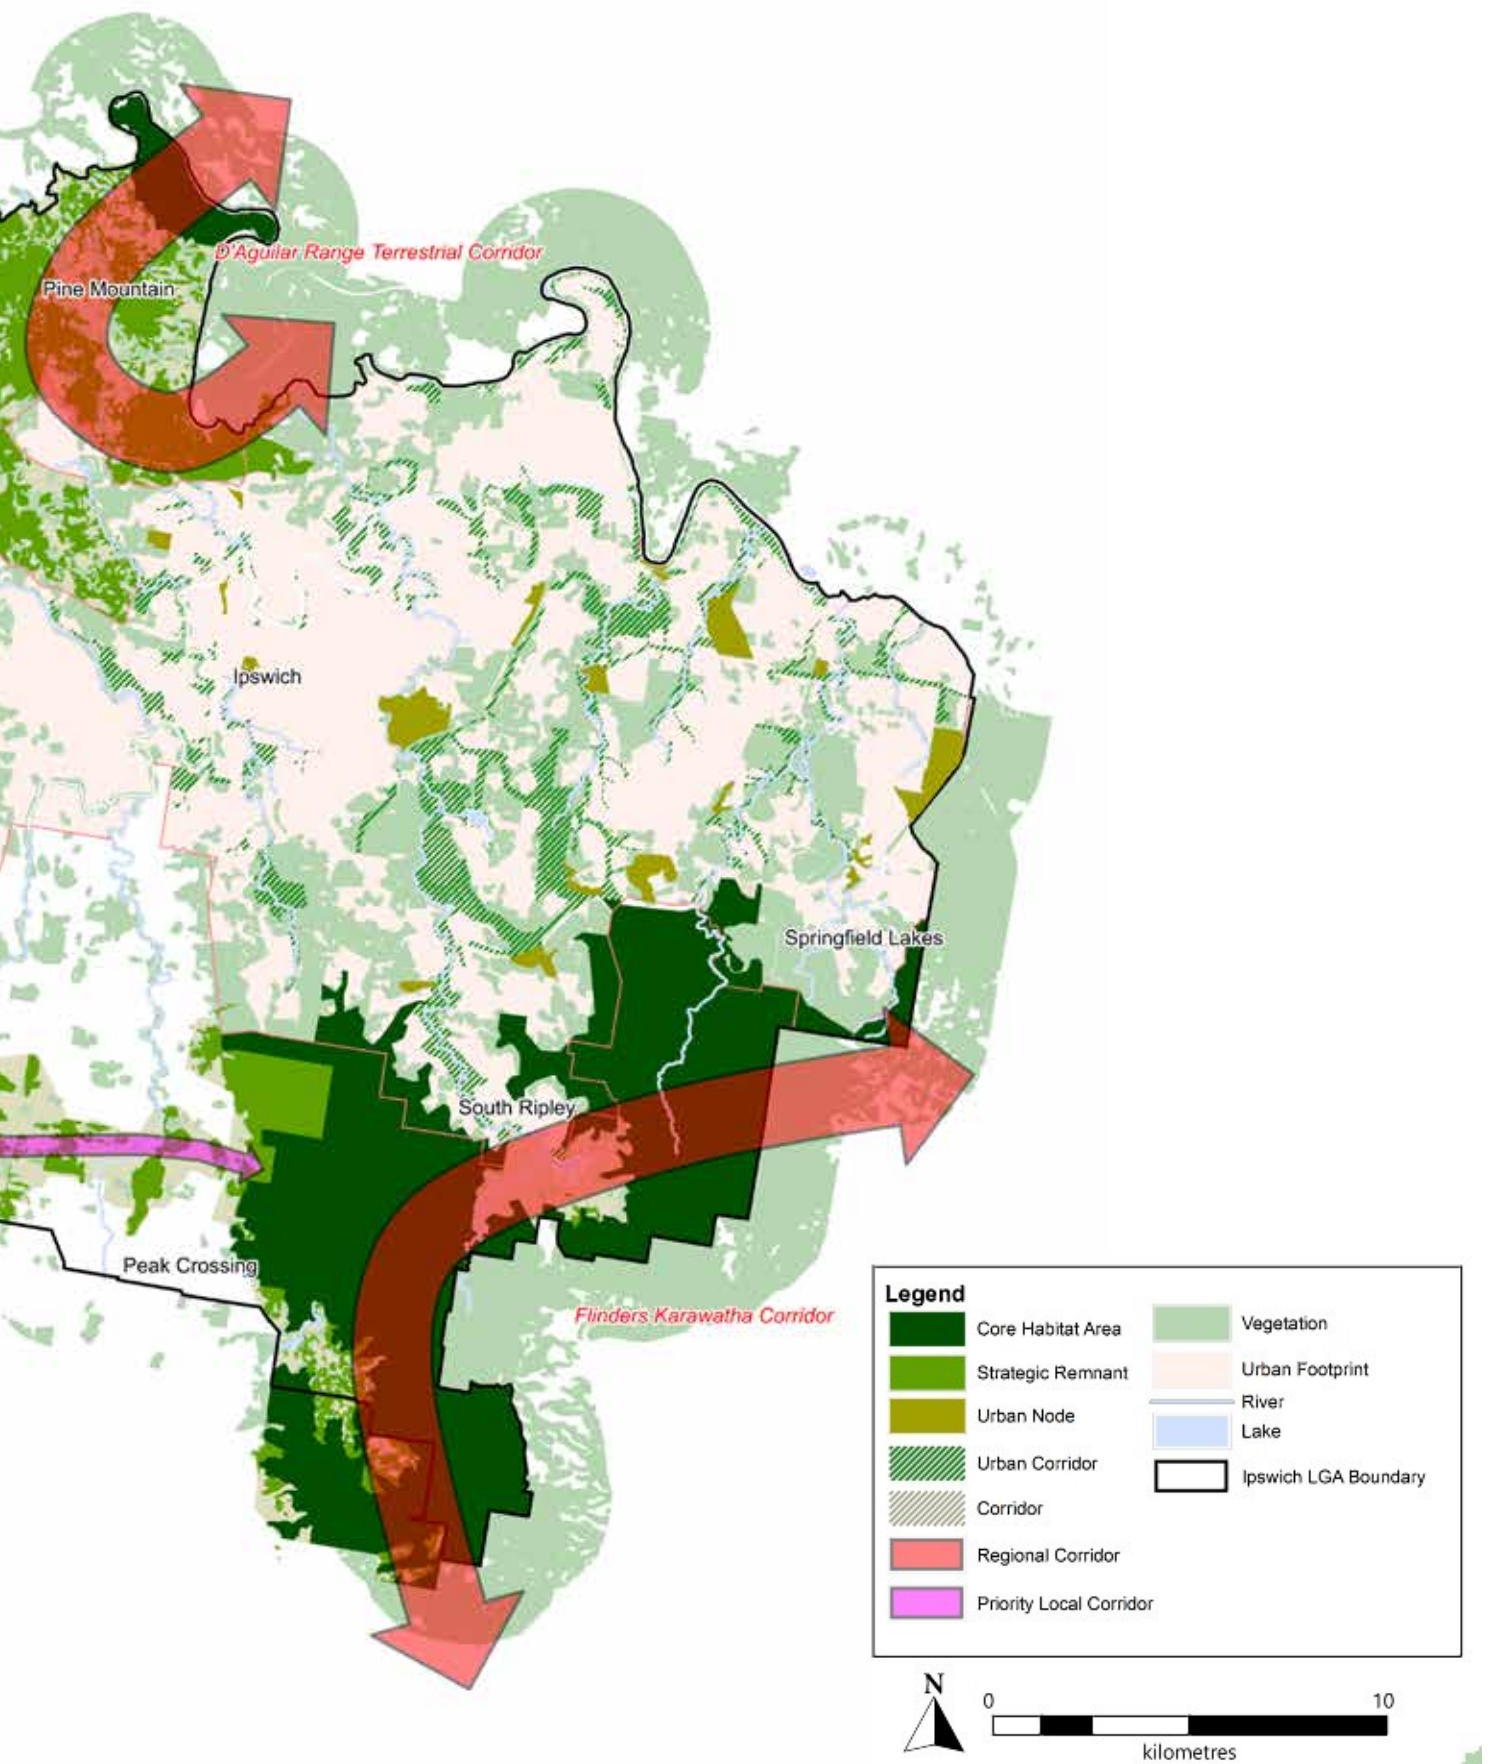 D'Aguilar Range Terrestrial Corridor
Pine Mountain
Ipswich
Springfield Lakes
South Ripley
Peak Crossing
Flinders Karawatha Corridor
Legend
Core Habitat Area
Strategic Remnant
Urban Node
Urban Corridor
Corridor
Regional Corridor
Priority Local Corridor
Vegetation
Urban Footprint
River
Lake
Ipswich LGA Boundary
N
0 10
kilometres